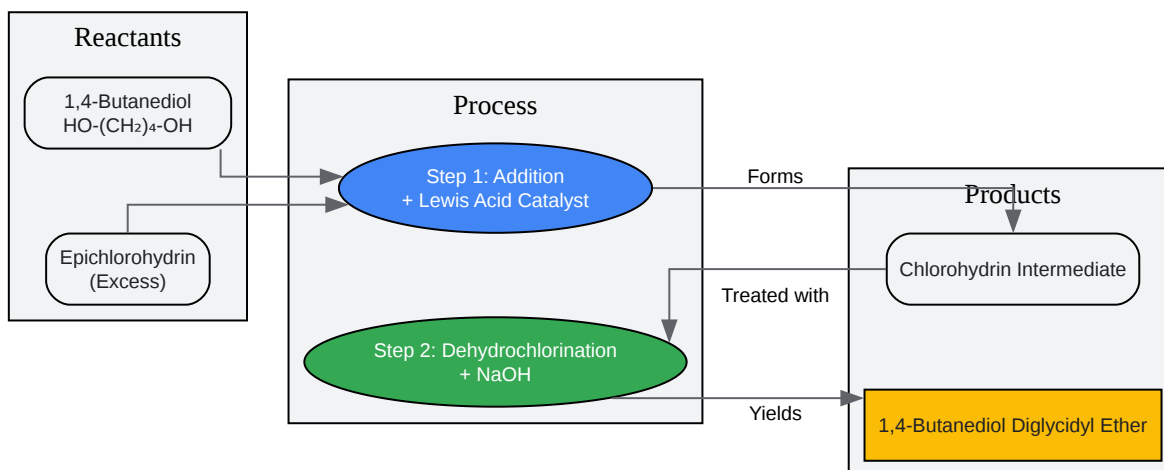 Reactants
1,4-Butanediol
HO-(CH₂)₄-OH
Epichlorohydrin
(Excess)
Process
Step 1: Addition
+ Lewis Acid Catalyst
Step 2: Dehydrochlorination
+ NaOH
Forms
Treated with
Yields
Products
Chlorohydrin Intermediate
1,4-Butanediol Diglycidyl Ether